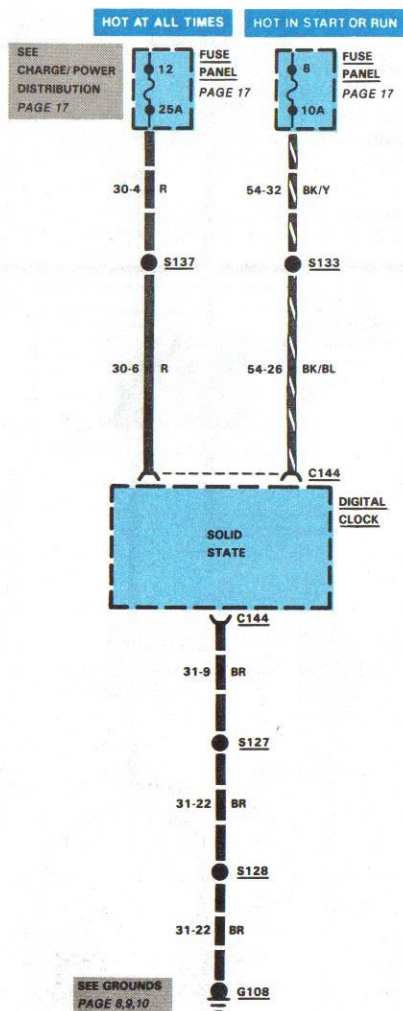 HOT AT ALL TIMES
HOT IN START OR RUN
SEE
CHARGE/POWER
DISTRIBUTION
PAGE 17
12
25A
FUSE
PANEL
PAGE 17
8
10A
FUSE
PANEL
PAGE 17
30-4 R
54-32 BK/Y
S137
S133
30-6 R
54-26 BK/BL
C144
SOLID
STATE
DIGITAL
CLOCK
C144
31-9 BR
S127
31-22 BR
S128
31-22 BR
SEE GROUNDS
PAGE 8,9,10
G108